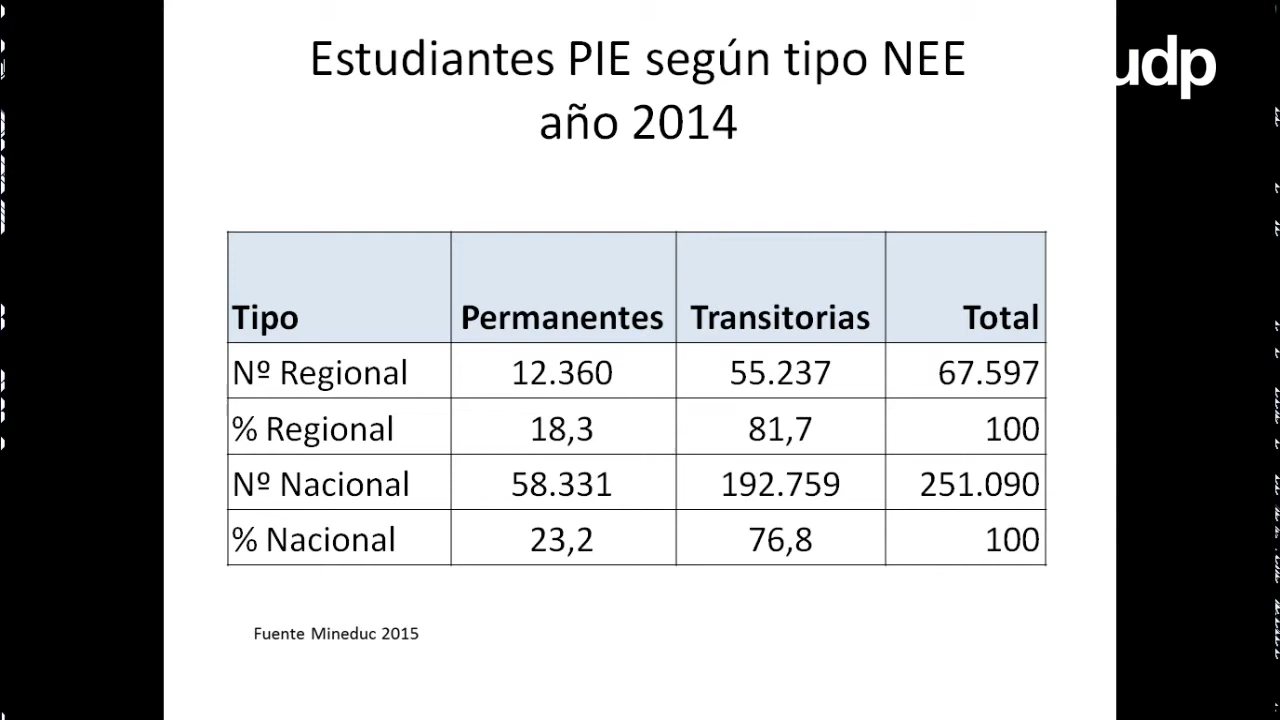 Estudiantes PIE según tipo NEE
año 2014
udp
Tipo Permanentes Transitorias Total
Nº Regional 12.360 55.237 67.597
% Regional 18,3 81,7 100
Nº Nacional 58.331 192.759 251.090
% Nacional 23,2 76,8 100
Fuente Mineduc 2015